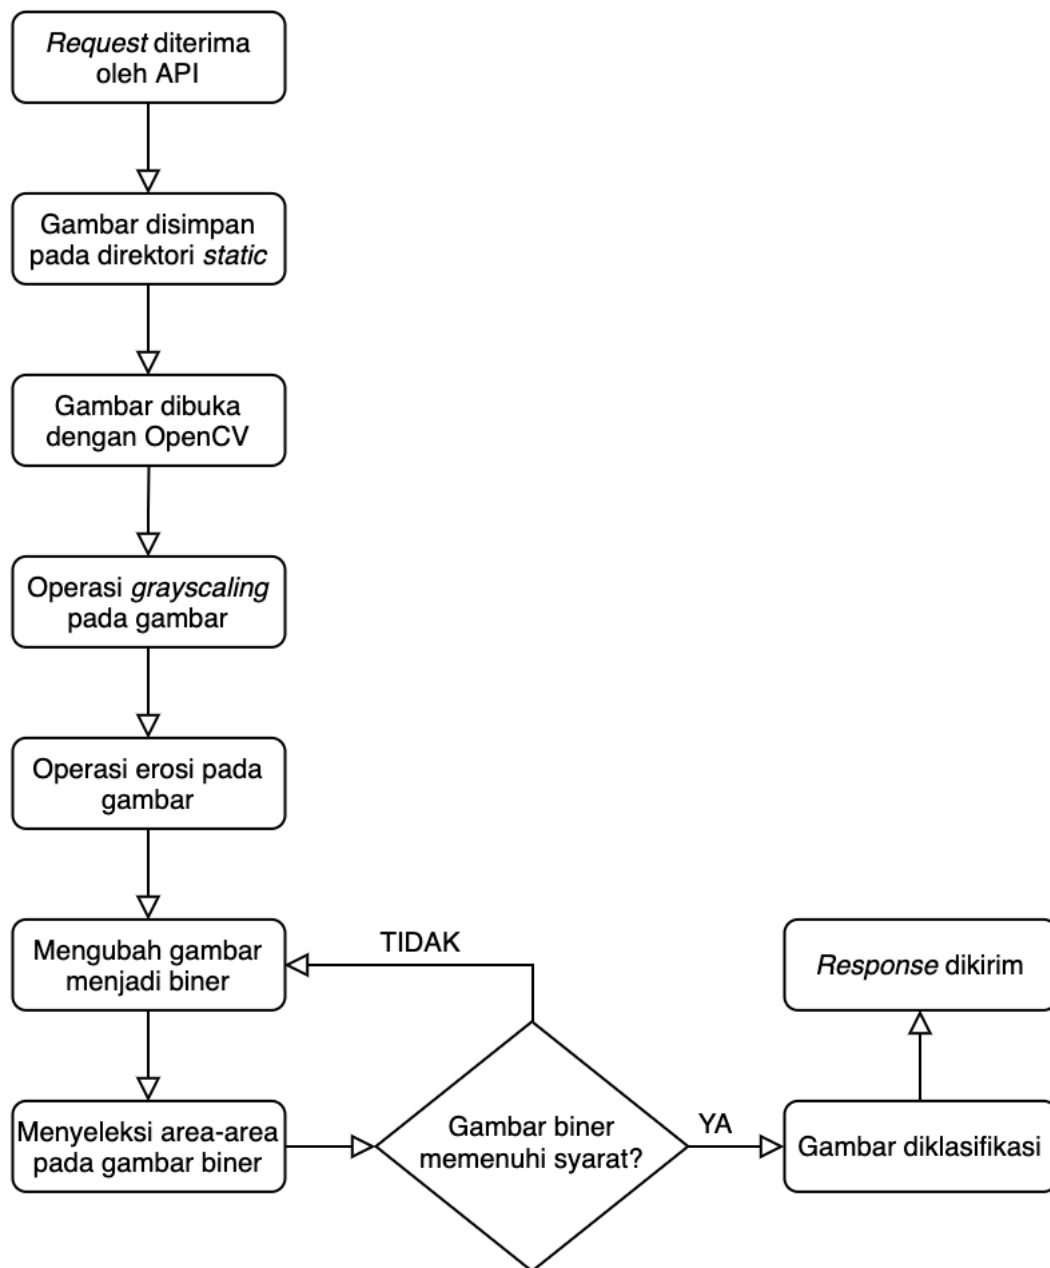 Request diterima
oleh API
Gambar disimpan
pada direktori static
Gambar dibuka
dengan OpenCV
Operasi grayscaling
pada gambar
Operasi erosi pada
gambar
Mengubah gambar
menjadi biner
Menyeleksi area-area
pada gambar biner
TIDAK
Gambar biner
memenuhi syarat?
YA
Gambar diklasifikasi
Response dikirim